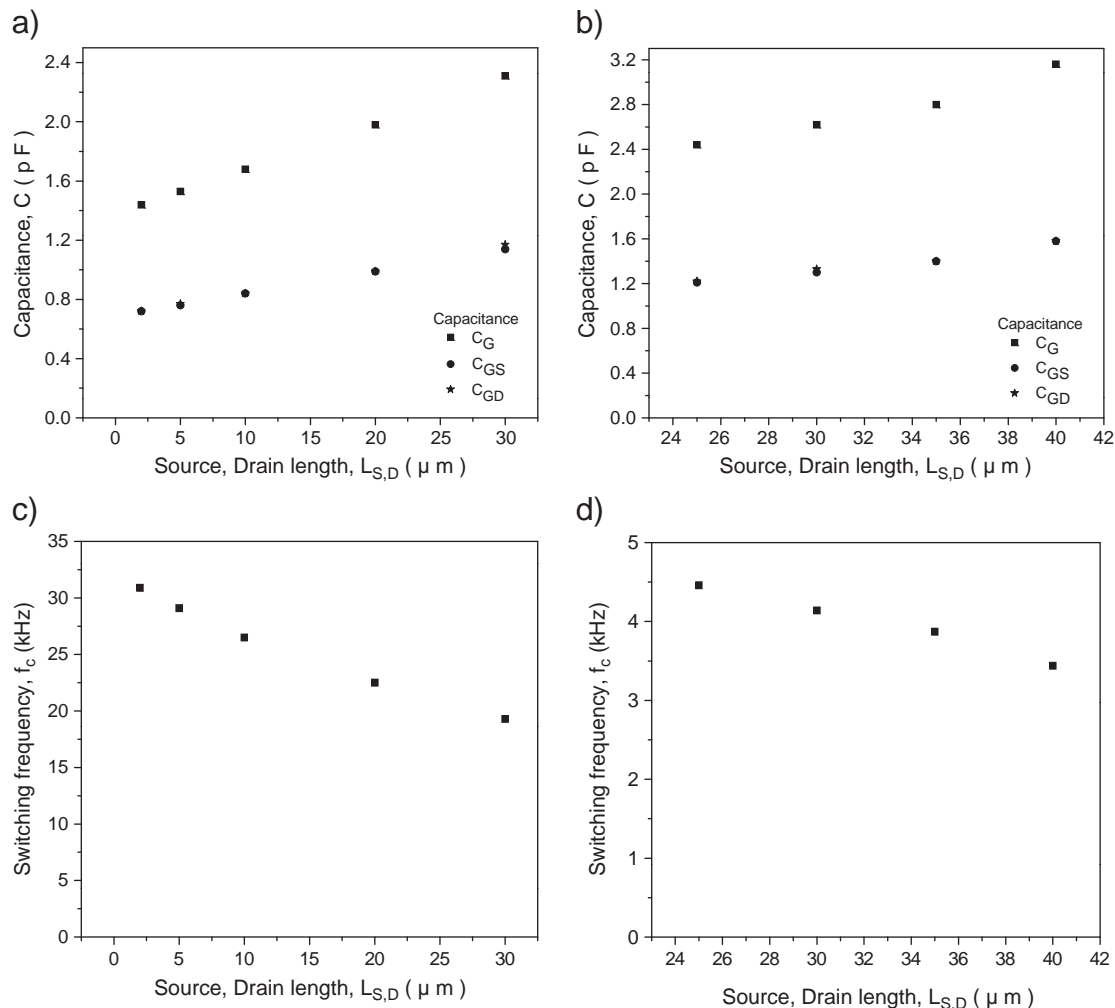 a)
2.4
2.0
1.6
1.2
0.8
0.4
0.0
Capacitance, C ( p F )
Capacitance
C_G
C_GS
C_GD
0 5 10 15 20 25 30
Source, Drain length, L_S,D ( µ m )
b)
3.2
2.8
2.4
2.0
1.6
1.2
0.8
0.4
0.0
Capacitance, C ( p F )
Capacitance
C_G
C_GS
C_GD
24 26 28 30 32 34 36 38 40 42
Source, Drain length, L_S,D ( µ m )
c)
35
30
25
20
15
10
5
0
Switching frequency, f_c (kHz)
0 5 10 15 20 25 30
Source, Drain length, L_S,D ( µ m )
d)
5
4
3
2
1
0
Switching frequency, f_c (kHz)
24 26 28 30 32 34 36 38 40 42
Source, Drain length, L_S,D ( µ m )